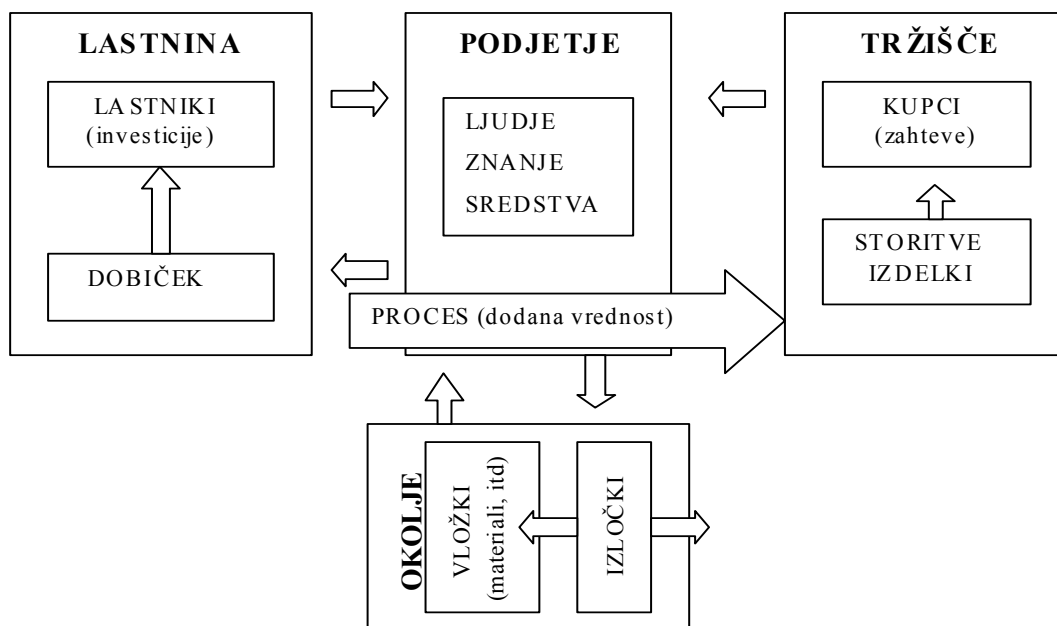 LASTNINA
LASTNIKI
(investicije)
DOBIČEK
PODJETJE
LJUDJE
ZNANJE
SREDSTVA
PROCES (dodana vrednost)
TRŽIŠČE
KUPCI
(zahteve)
STORITVE
IZDELKI
OKOLJE
VLOŽKI
(materiali, itd)
IZLOČKI